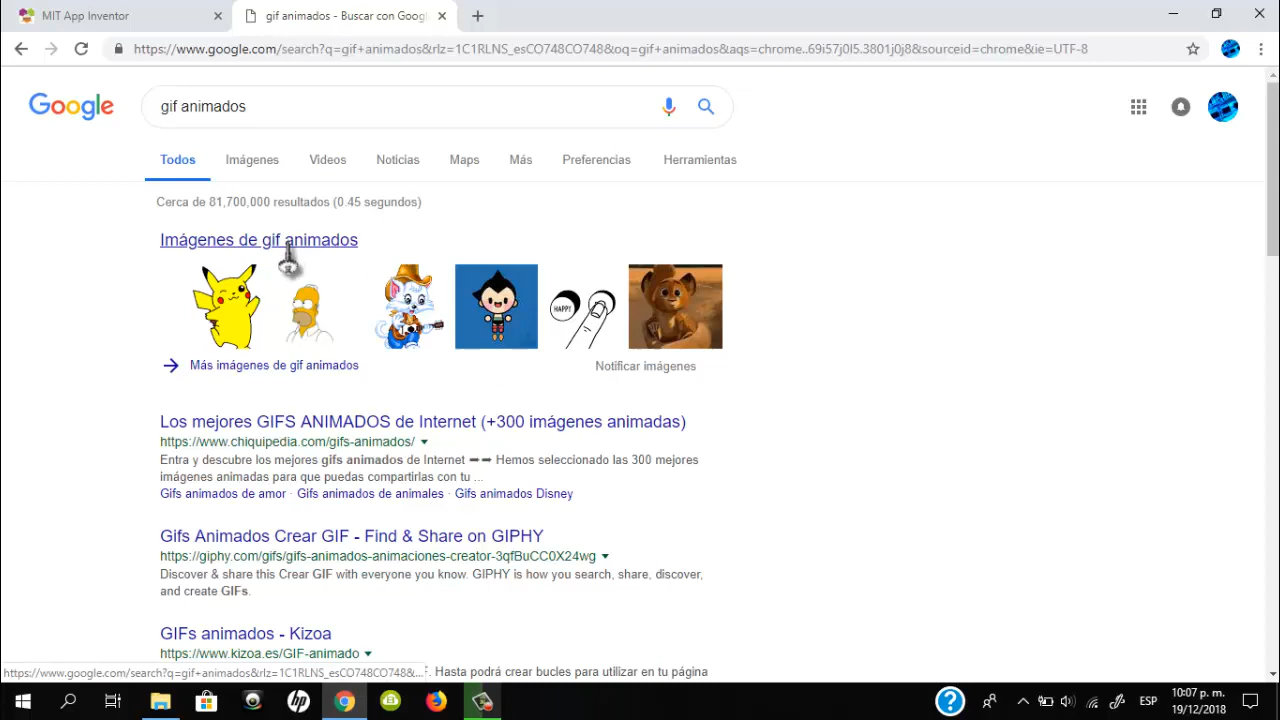 MIT App Inventor
gif animados - Buscar con Goog
https://www.google.com/search?q=gif+animados&rlz=1C1RLNS_esCO748CO748&oq=gif+animados&aqs=chrome..69i57j0l5.3801j0j8&sourceid=chrome&ie=UTF-8
Google
gif animados
Todos Imágenes Videos Noticias Maps Más Preferencias Herramientas
Cerca de 81,700,000 resultados (0.45 segundos)
Imágenes de gif animados
HAPPY
Más imágenes de gif animados
Notificar imágenes
Los mejores GIFS ANIMADOS de Internet (+300 imágenes animadas)
https://www.chiquipedia.com/gifs-animados/
Entra y descubre los mejores gifs animados de Internet ➡➡ Hemos seleccionado las 300 mejores
imágenes animadas para que puedas compartirlas con tu ...
Gifs animados de amor · Gifs animados de animales · Gifs animados Disney
Gifs Animados Crear GIF - Find & Share on GIPHY
https://giphy.com/gifs/gifs-animados-animaciones-creator-3qfBuCC0X24wg
Discover & share this Crear GIF with everyone you know. GIPHY is how you search, share, discover,
and create GIFs.
GIFs animados - Kizoa
https://www.kizoa.es/GIF-animado
https://www.google.com/search?q=gif+animados&rlz=1C1RLNS_esCO748CO748&...
Hasta podrá crear bucles para utilizar en tu página
hp
ESP
10:07 p. m.
19/12/2018